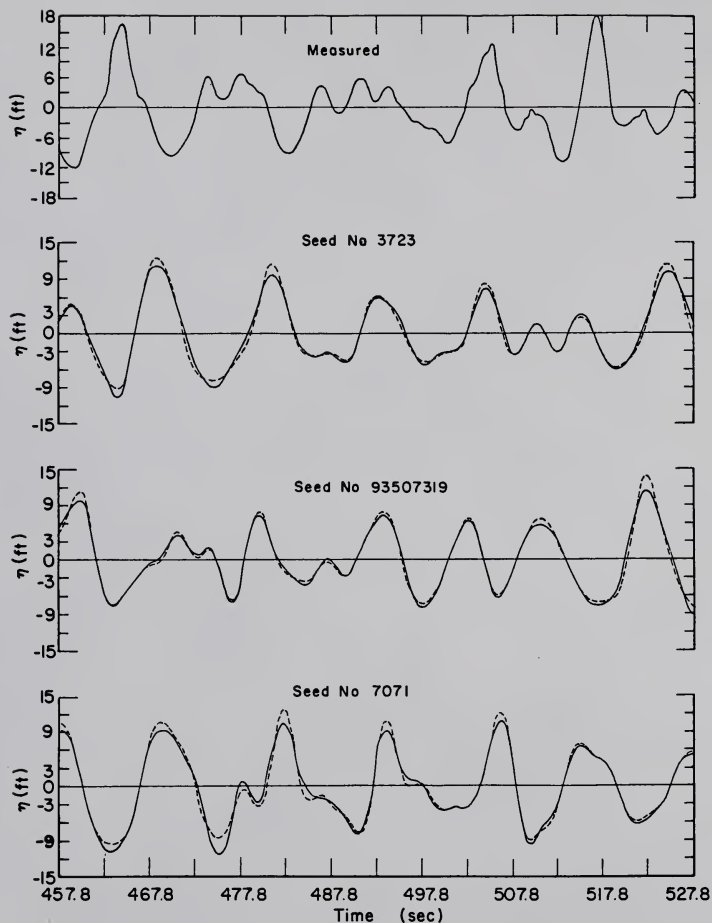 18
12
6
0
-6
-12
-18
η (ft)
Measured
15
9
3
0
-3
-9
-15
η (ft)
Seed No 3723
15
9
3
0
-3
-9
-15
η (ft)
Seed No 93507319
15
9
3
0
-3
-9
-15
η (ft)
Seed No 7071
457.8 467.8 477.8 487.8 497.8 507.8 517.8 527.8
Time (sec)